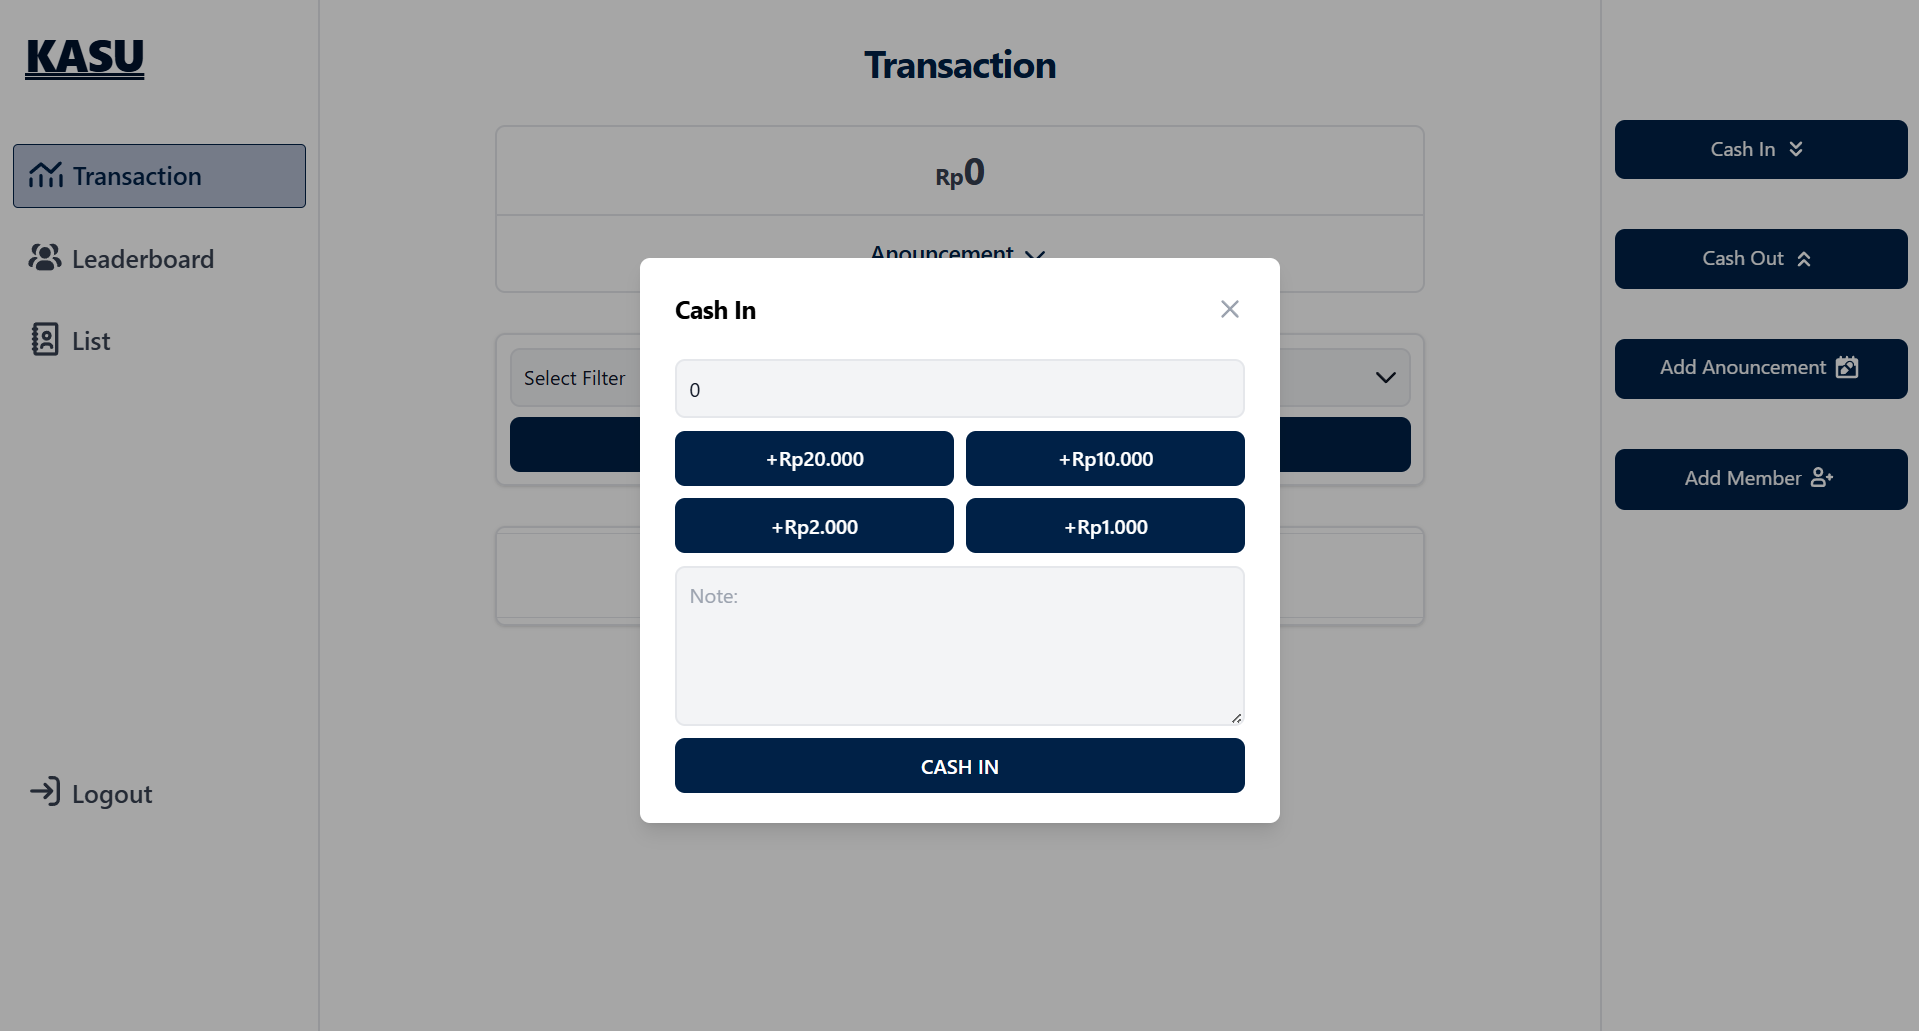 KASU
Transaction
Leaderboard
List
Logout
Transaction
Rp0
Anouncement
Select Filter
Cash In
0
+Rp20.000
+Rp10.000
+Rp2.000
+Rp1.000
Note:
CASH IN
Cash In
Cash Out
Add Anouncement
Add Member